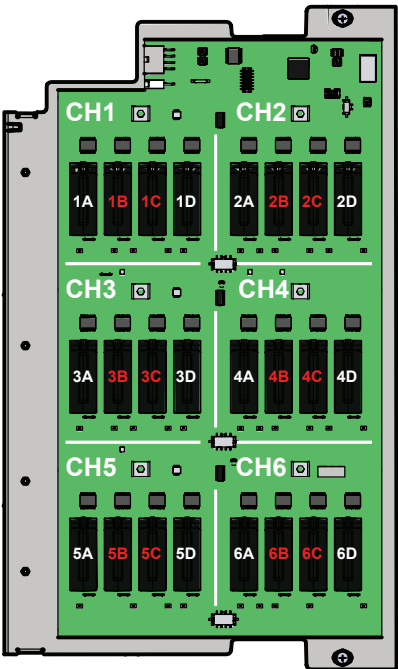 CH1 CH2
1A 1B 1C 1D 2A 2B 2C 2D
CH3 CH4
3A 3B 3C 3D 4A 4B 4C 4D
CH5 CH6
5A 5B 5C 5D 6A 6B 6C 6D